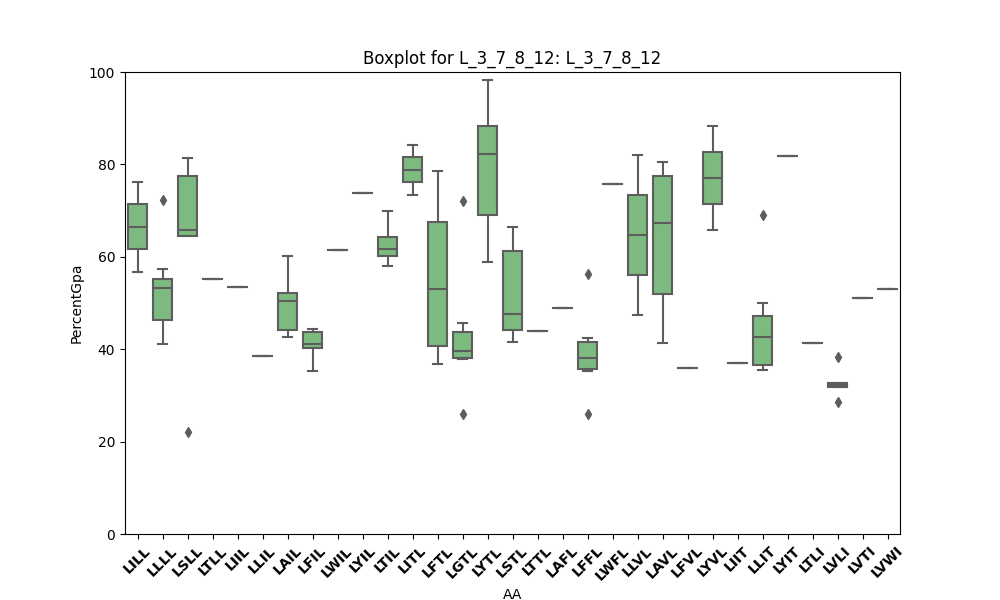 Boxplot for L_3_7_8_12: L_3_7_8_12
100
80
60
40
20
0
PercentGpa
LILL LLLL LSLL LTLL LIIL LLIL LAIL LFIL LWIL LYIL LTIL LITL LFTL LGTL LYTL LSTL LTTL LAFL LFFL LWFL LLVL LAVL LFVL LYVL LIIT LLIT LYIT LTLI LVLI LVTI LVWI
AA